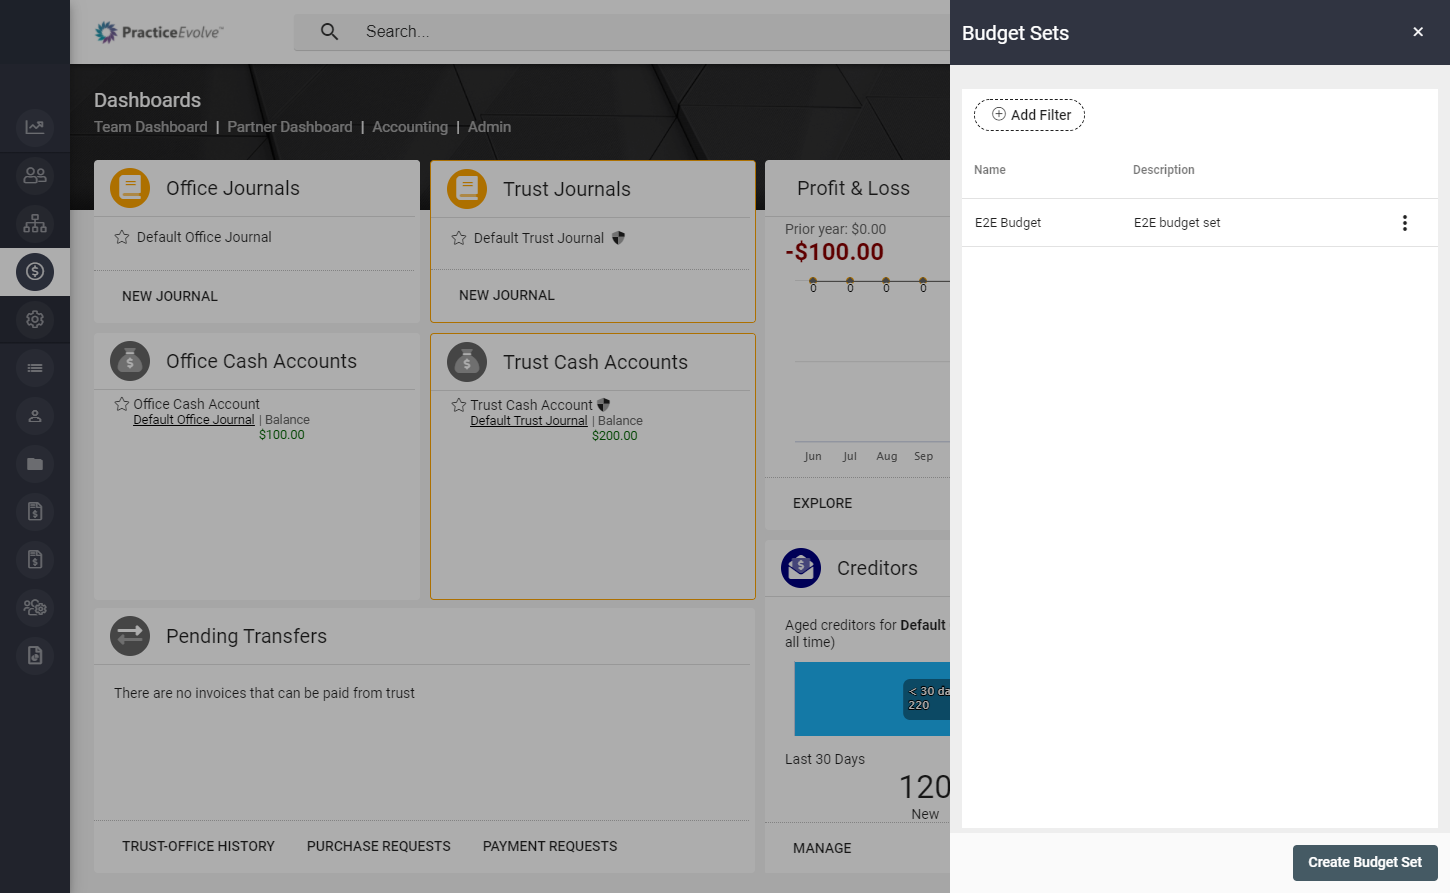 PracticeEvolve™
Search...
Dashboards
Team Dashboard | Partner Dashboard | Accounting | Admin
Office Journals
Default Office Journal
NEW JOURNAL
Trust Journals
Default Trust Journal
NEW JOURNAL
Profit & Loss
Prior year: $0.00
-$100.00
0 0 0 0
Jun Jul Aug Sep
EXPLORE
Office Cash Accounts
Office Cash Account
Default Office Journal | Balance
$100.00
Trust Cash Accounts
Trust Cash Account
Default Trust Journal | Balance
$200.00
Creditors
Aged creditors for Default
all time)
< 30 da
220
Last 30 Days
120
New
MANAGE
Pending Transfers
There are no invoices that can be paid from trust
TRUST-OFFICE HISTORY PURCHASE REQUESTS PAYMENT REQUESTS
Budget Sets
Add Filter
Name Description
E2E Budget E2E budget set
Create Budget Set